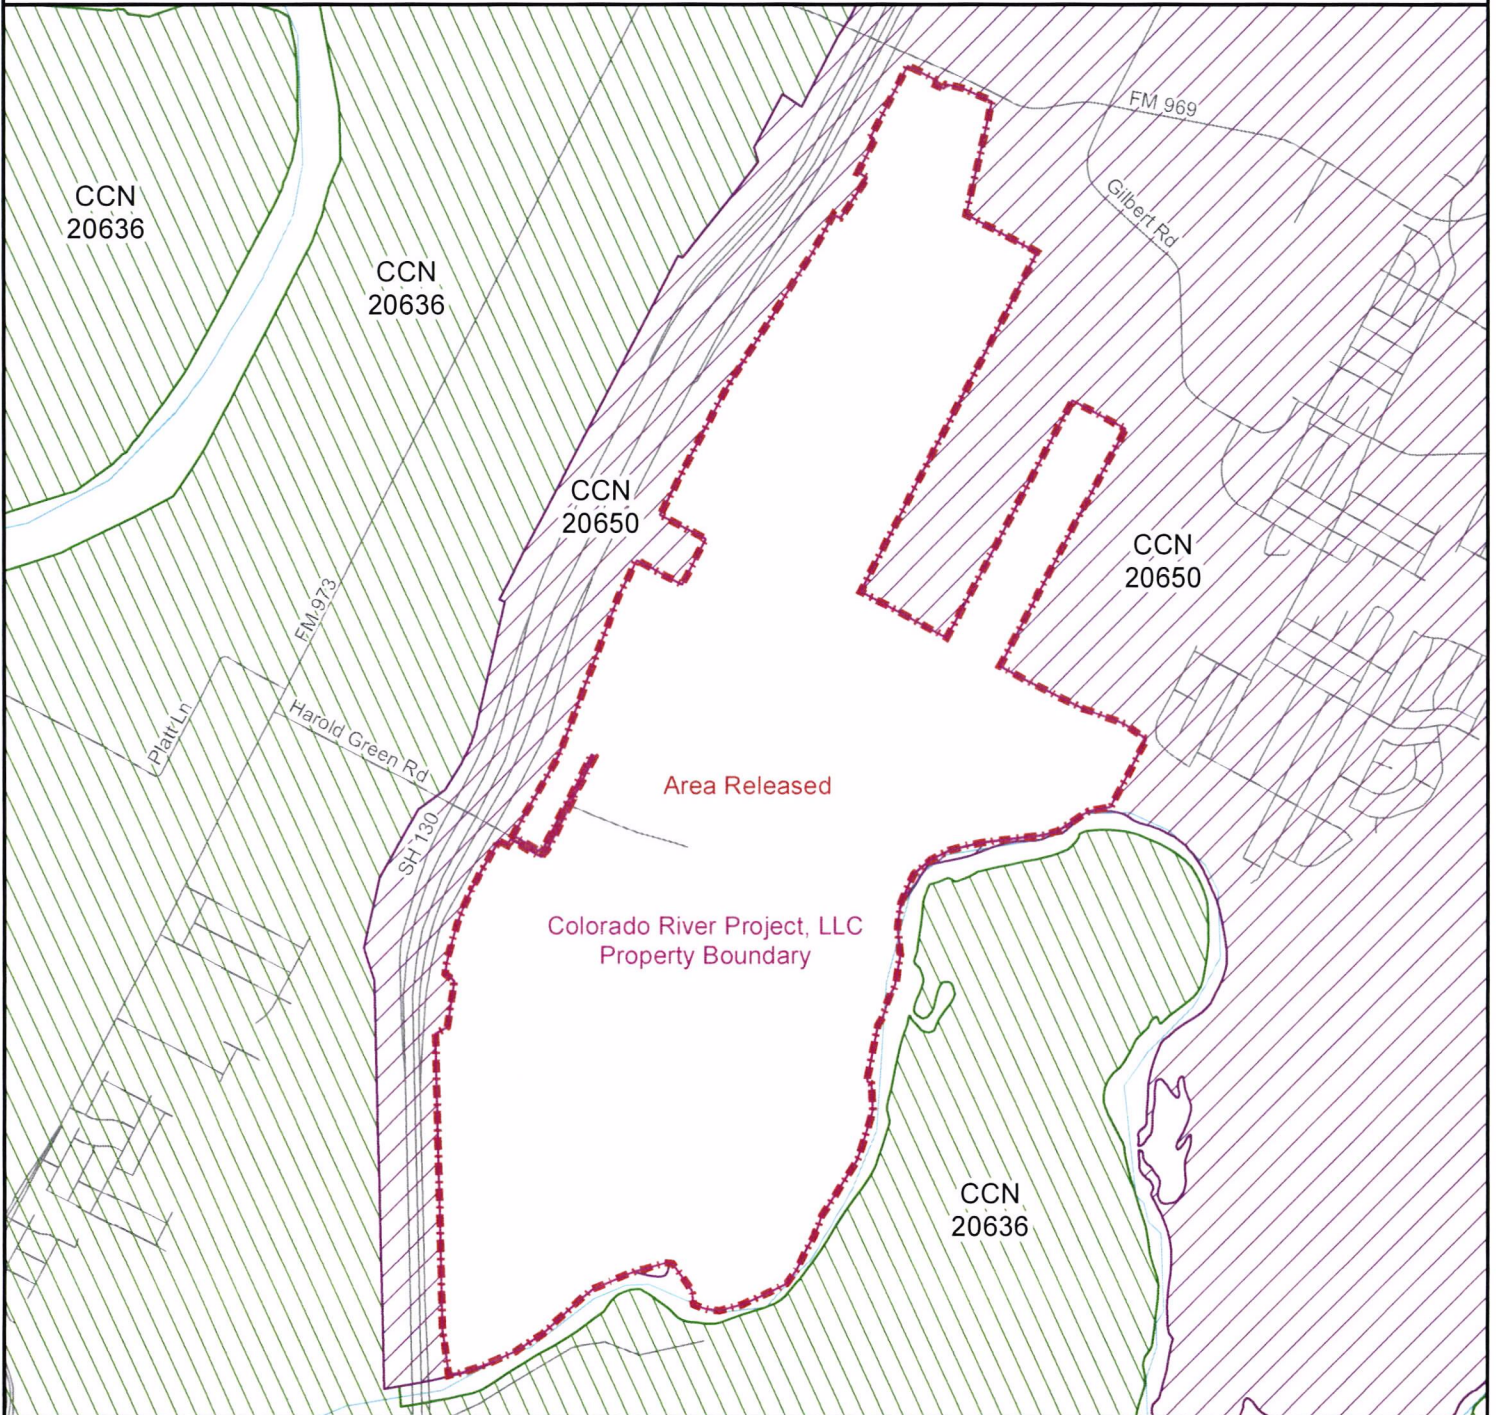 FM 969
CCN
20636
Gilbert Rd
CCN
20636
CCN
20650
CCN
20650
FM 973
Platt Ln
Harold Green Rd
Area Released
SH 130
Colorado River Project, LLC
Property Boundary
CCN
20636